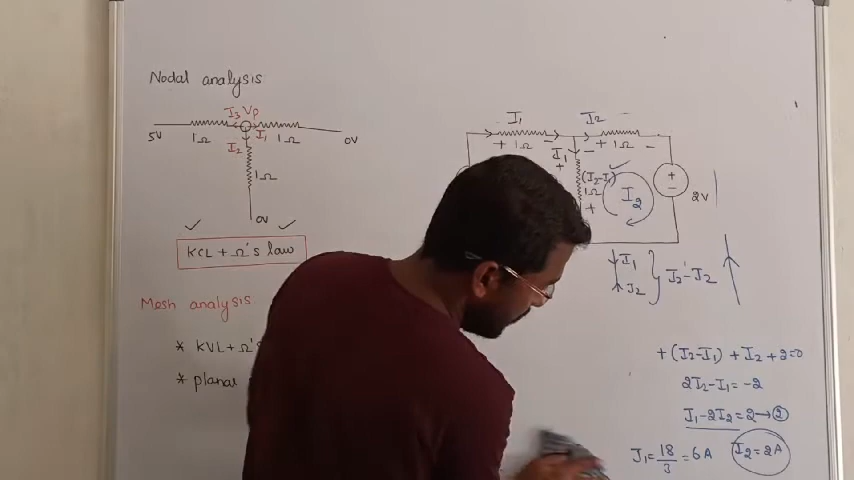 Nodal analysis
I3 Vp
5V 1Ω I1 1Ω 0V
I2
1Ω
0V
KCL + Ω's law
Mesh analysis
* KVL+Ω's
* planar
I1 I2
+ 1Ω - + 1Ω -
I1 -
+ (I2-I1)
1Ω I2 + - 2V
+
I1
I2 } I2-I2
+(I2-I1) + I2 + 2=0
2I2-I1=-2
I1-2I2=2→②
I1=18/3=6A I2=2A